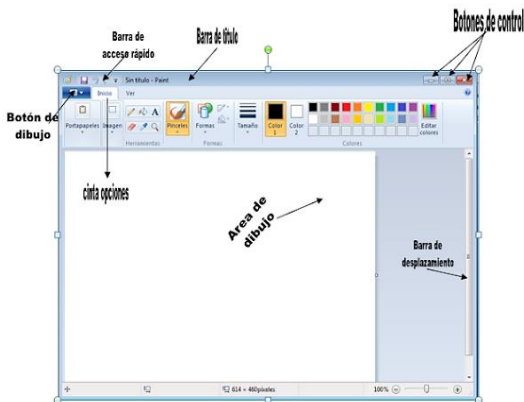 Botones de control
Barra de
acceso rápido
Barra de título
Sin título - Paint
Inicio
Ver
Botón de
dibujo
Portapapeles
Imagen
A
Pinceles
Formas
Tamaño
Color
1
Color
2
Editar
colores
Herramientas
Formas
Colores
cinta opciones
Area de
dibujo
Barra de
desplazamiento
614 × 460píxeles
100%